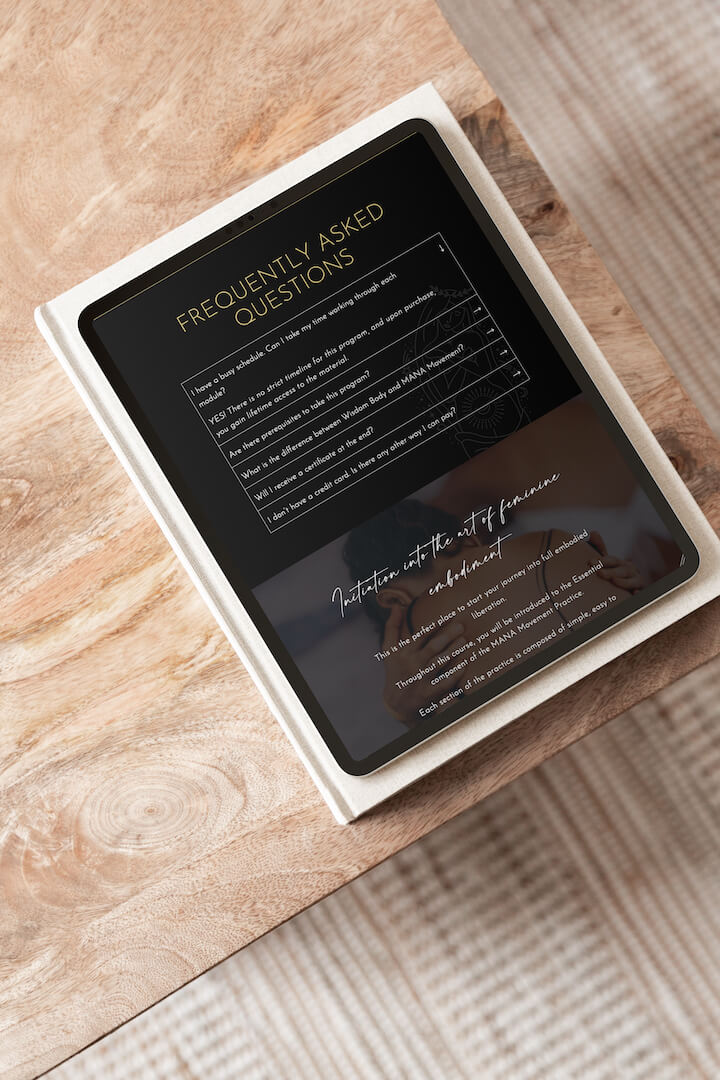 FREQUENTLY ASKED
QUESTIONS
I have a busy schedule. Can I take my time working through each
module?
YES! There is no strict timeline for this program, and upon purchase,
you gain lifetime access to the material.
Are there prerequisites to take this program?
What is the difference between Wisdom Body and MANA Movement?
Will I receive a certificate at the end?
I don't have a credit card. Is there any other way I can pay?
Initiation into the art of feminine
embodiment
This is the perfect place to start your journey into full embodied
liberation.
Throughout this course, you will be introduced to the Essential
component of the MANA Movement Practice.
Each section of the practice is composed of simple, easy to